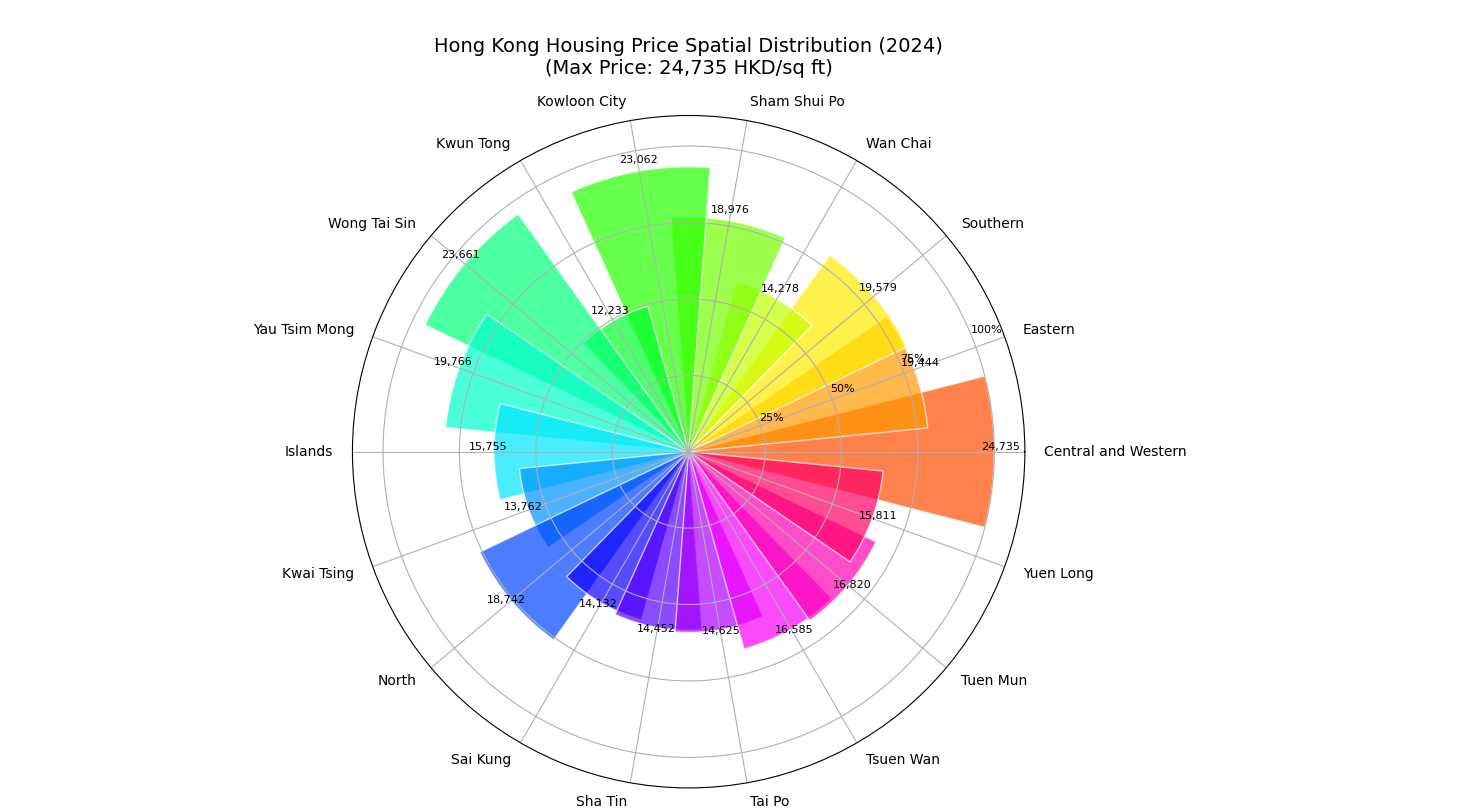 Hong Kong Housing Price Spatial Distribution (2024)
(Max Price: 24,735 HKD/sq ft)
Kowloon City
Sham Shui Po
Kwun Tong
Wan Chai
23,062
18,976
Wong Tai Sin
Southern
23,661
14,278
19,579
12,233
Yau Tsim Mong
100%
Eastern
19,766
75%
19,444
50%
25%
Islands
15,755
24,735
Central and Western
13,762
15,811
Kwai Tsing
Yuen Long
18,742
14,132
16,820
14,452
14,625
16,585
North
Tuen Mun
Sai Kung
Tsuen Wan
Sha Tin
Tai Po